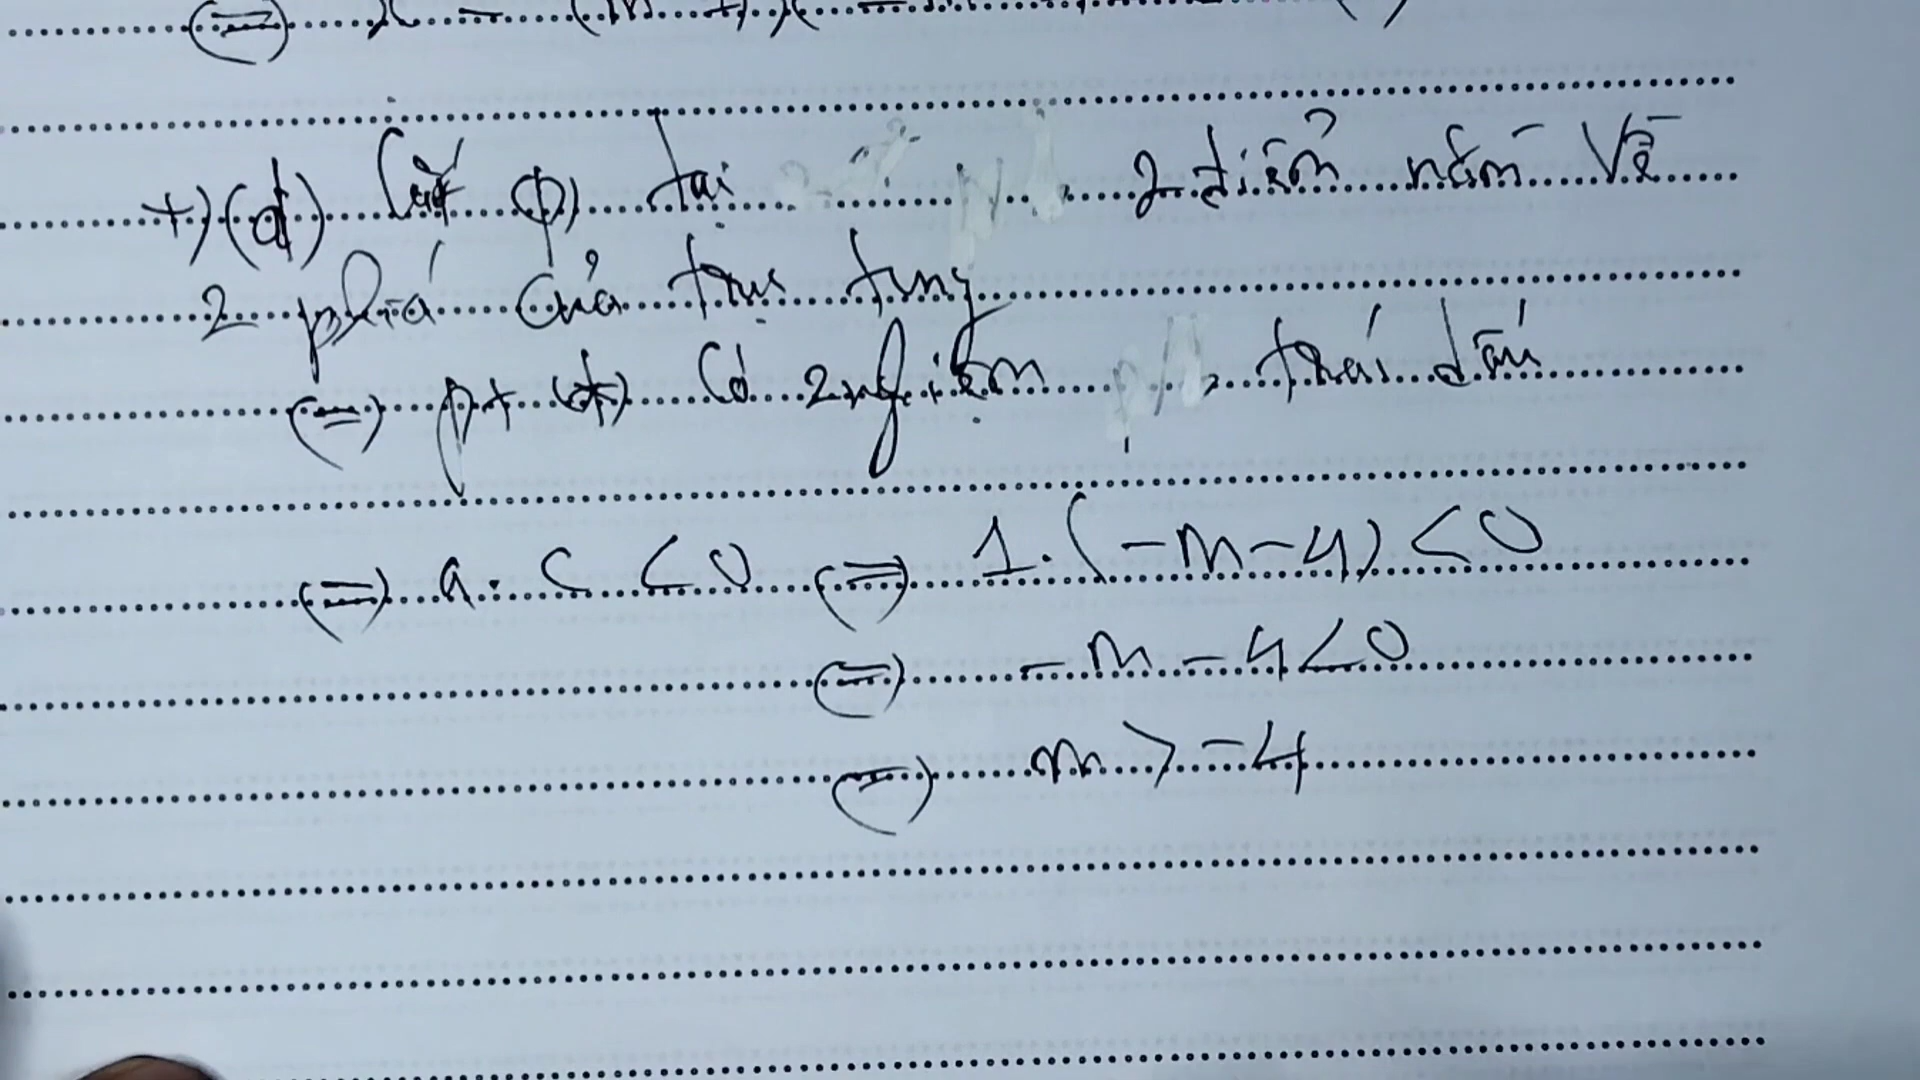 +) (d) cắt (p) tại 2 điểm nằm về
2 phía của trục tung
<=> pt (*) có 2 nghiệm trái dấu
<=> a.c < 0 <=> 1.(-m-4) < 0
<=> -m-4 < 0
<=> m > -4